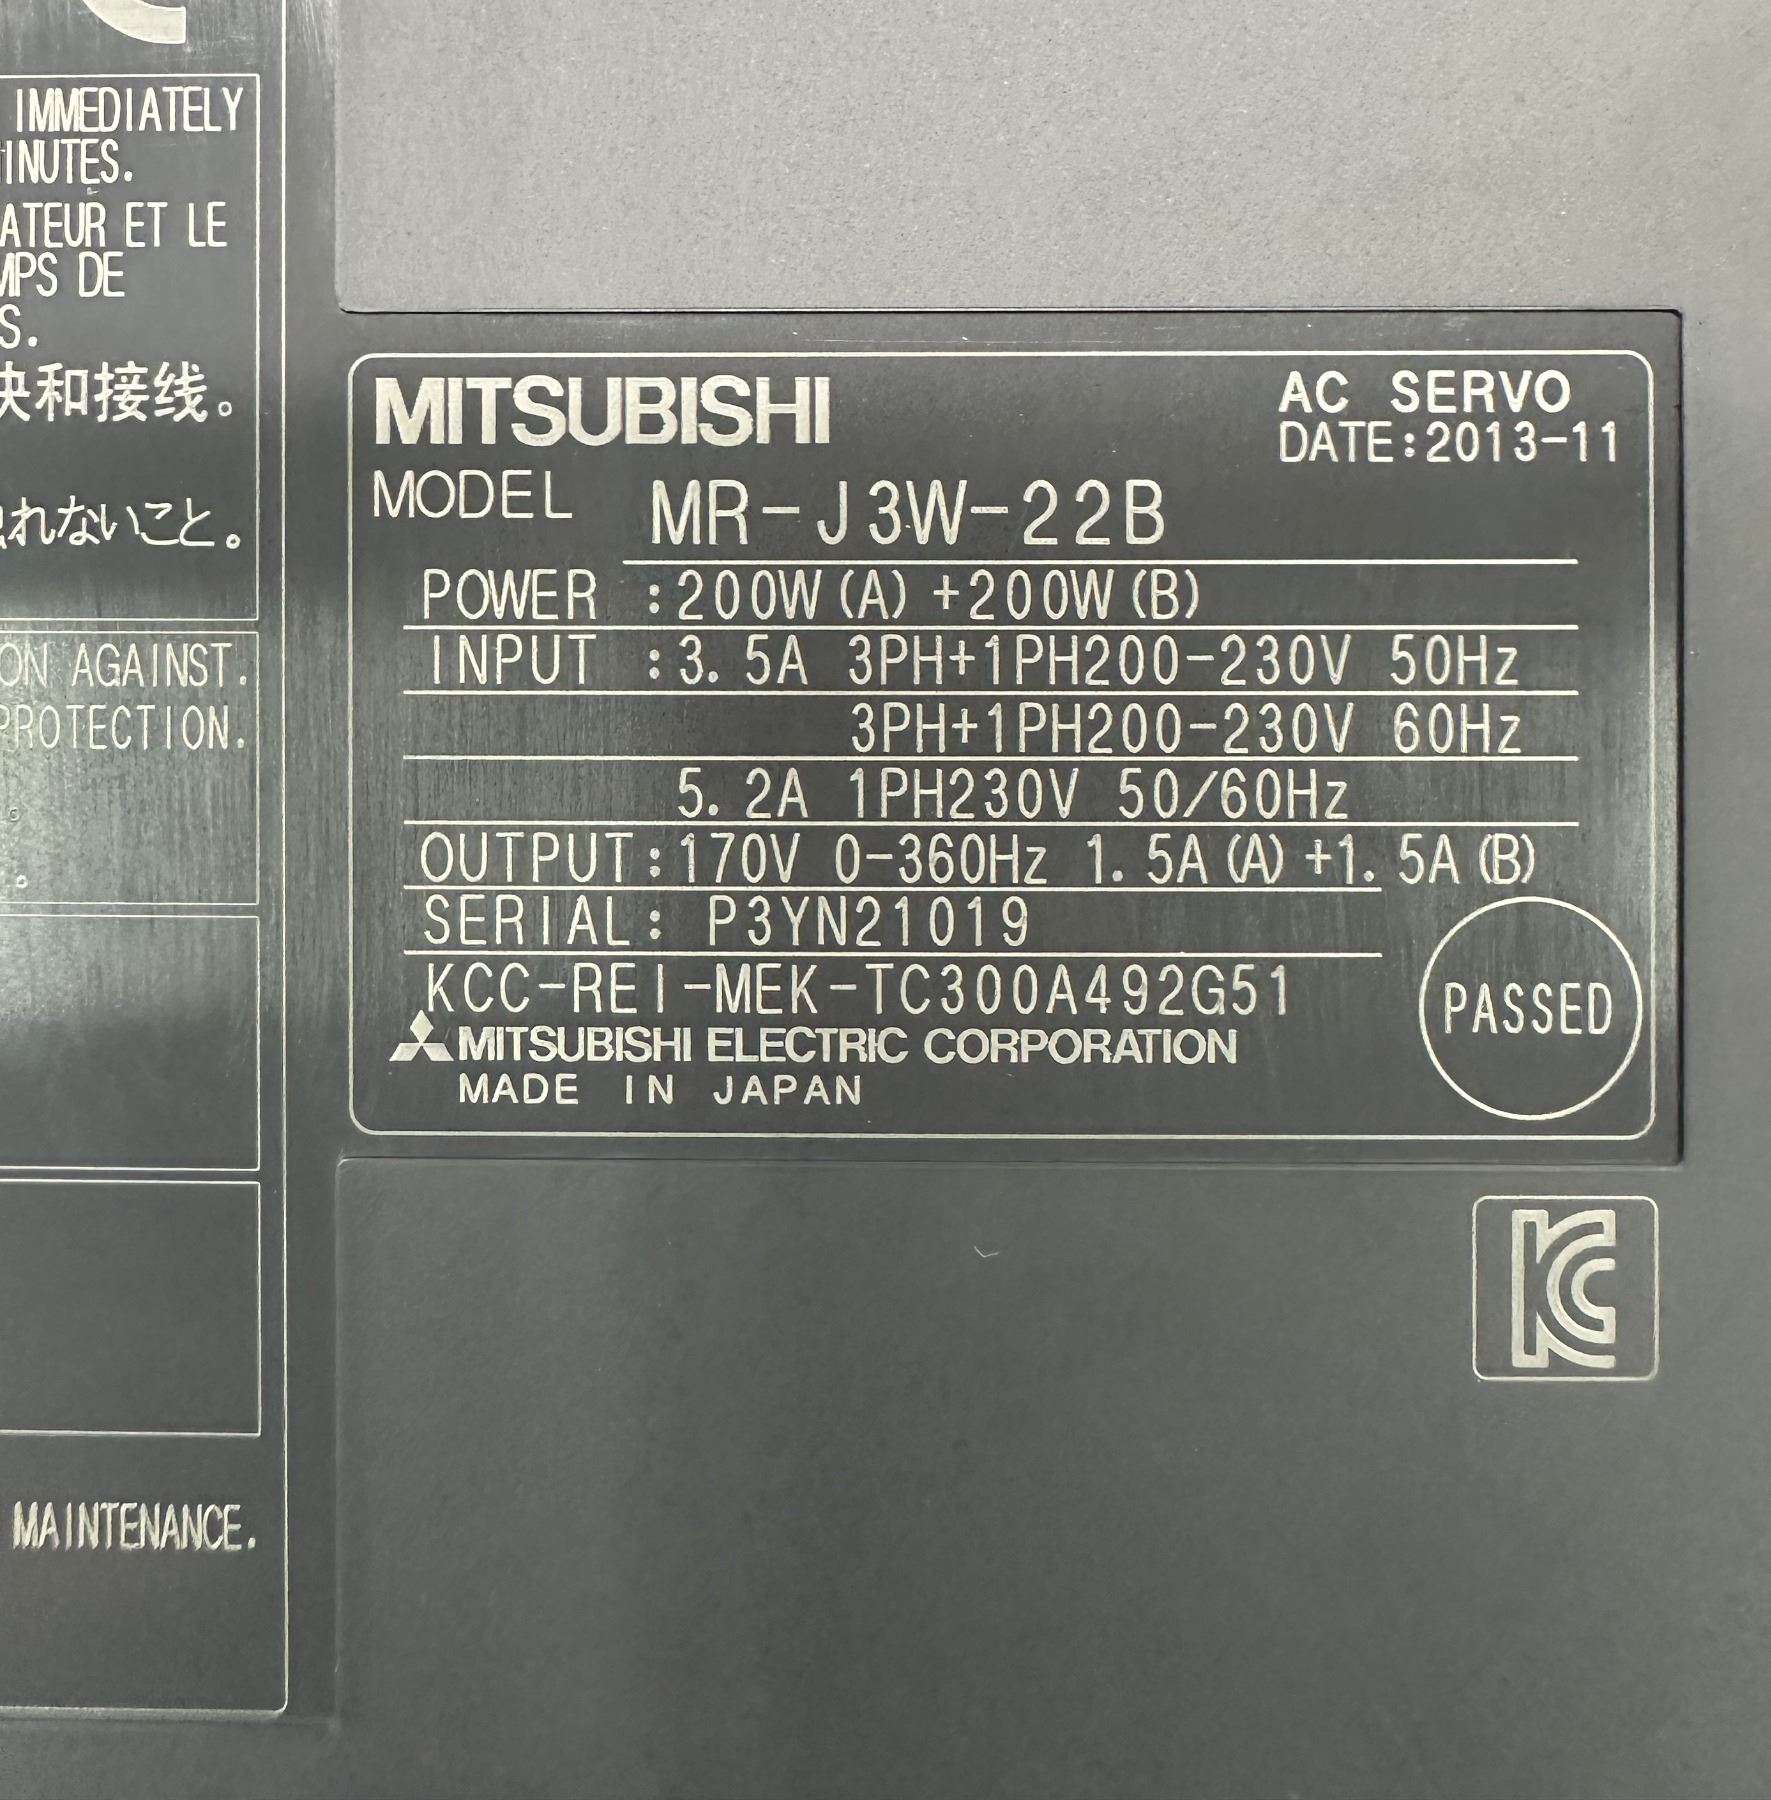 IMMEDIATELY
INUTES.
ATEUR ET LE
MPS DE
S.
和接线。
れないこと。
ON AGAINST.
PROTECTION.
MAINTENANCE.
MITSUBISHI
AC SERVO
DATE:2013-11
MODEL MR-J3W-22B
POWER :200W(A)+200W(B)
INPUT :3.5A 3PH+1PH200-230V 50Hz
3PH+1PH200-230V 60Hz
5.2A 1PH230V 50/60Hz
OUTPUT:170V 0-360Hz 1.5A(A)+1.5A(B)
SERIAL: P3YN21019
KCC-REI-MEK-TC300A492G51
MITSUBISHI ELECTRIC CORPORATION
MADE IN JAPAN
PASSED
KC